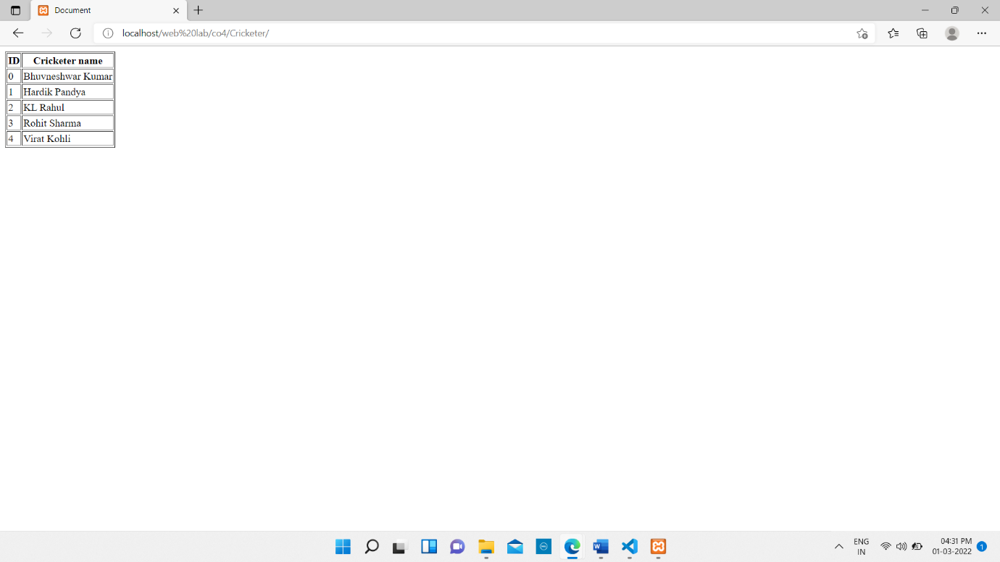 Document
localhost/web%20lab/co4/Cricketer/
ID Cricketer name
0 Bhuvneshwar Kumar
1 Hardik Pandya
2 KL Rahul
3 Rohit Sharma
4 Virat Kohli
ENG
IN
04:31 PM
01-03-2022
1